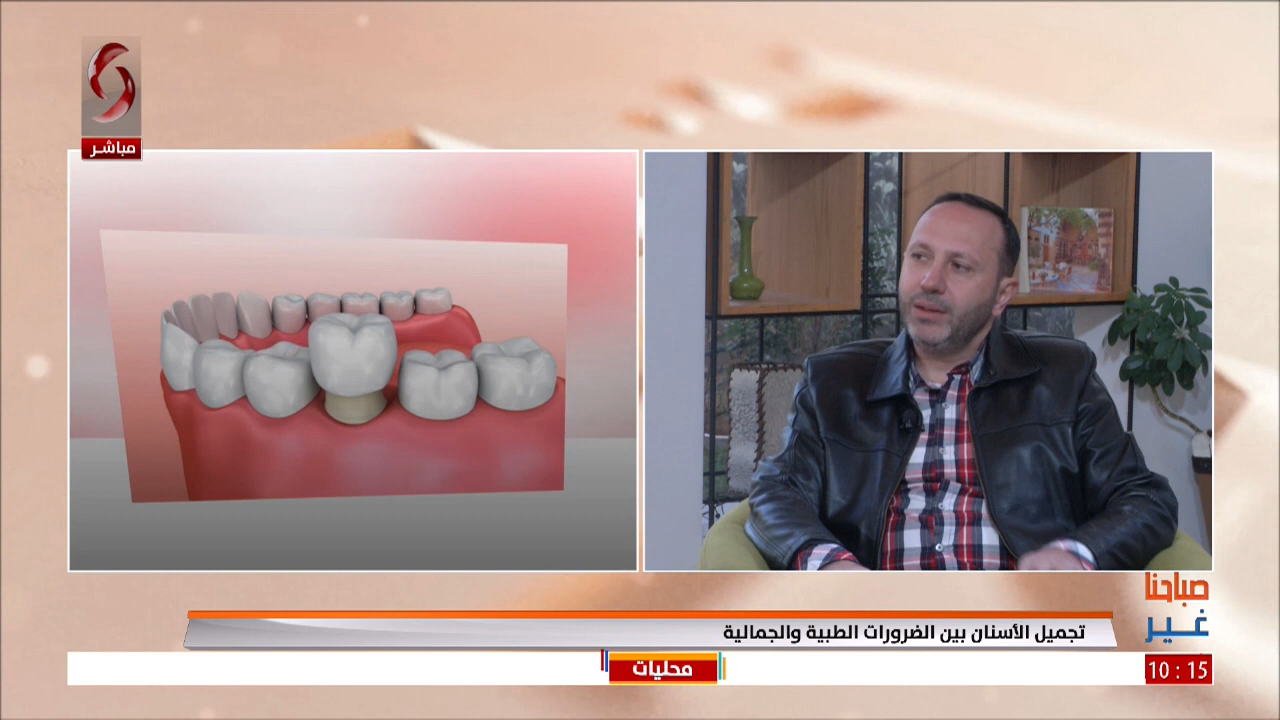 مباشر
صباحنا
غير
تجميل الأسنان بين الضرورات الطبية والجمالية
محليات
10 : 15